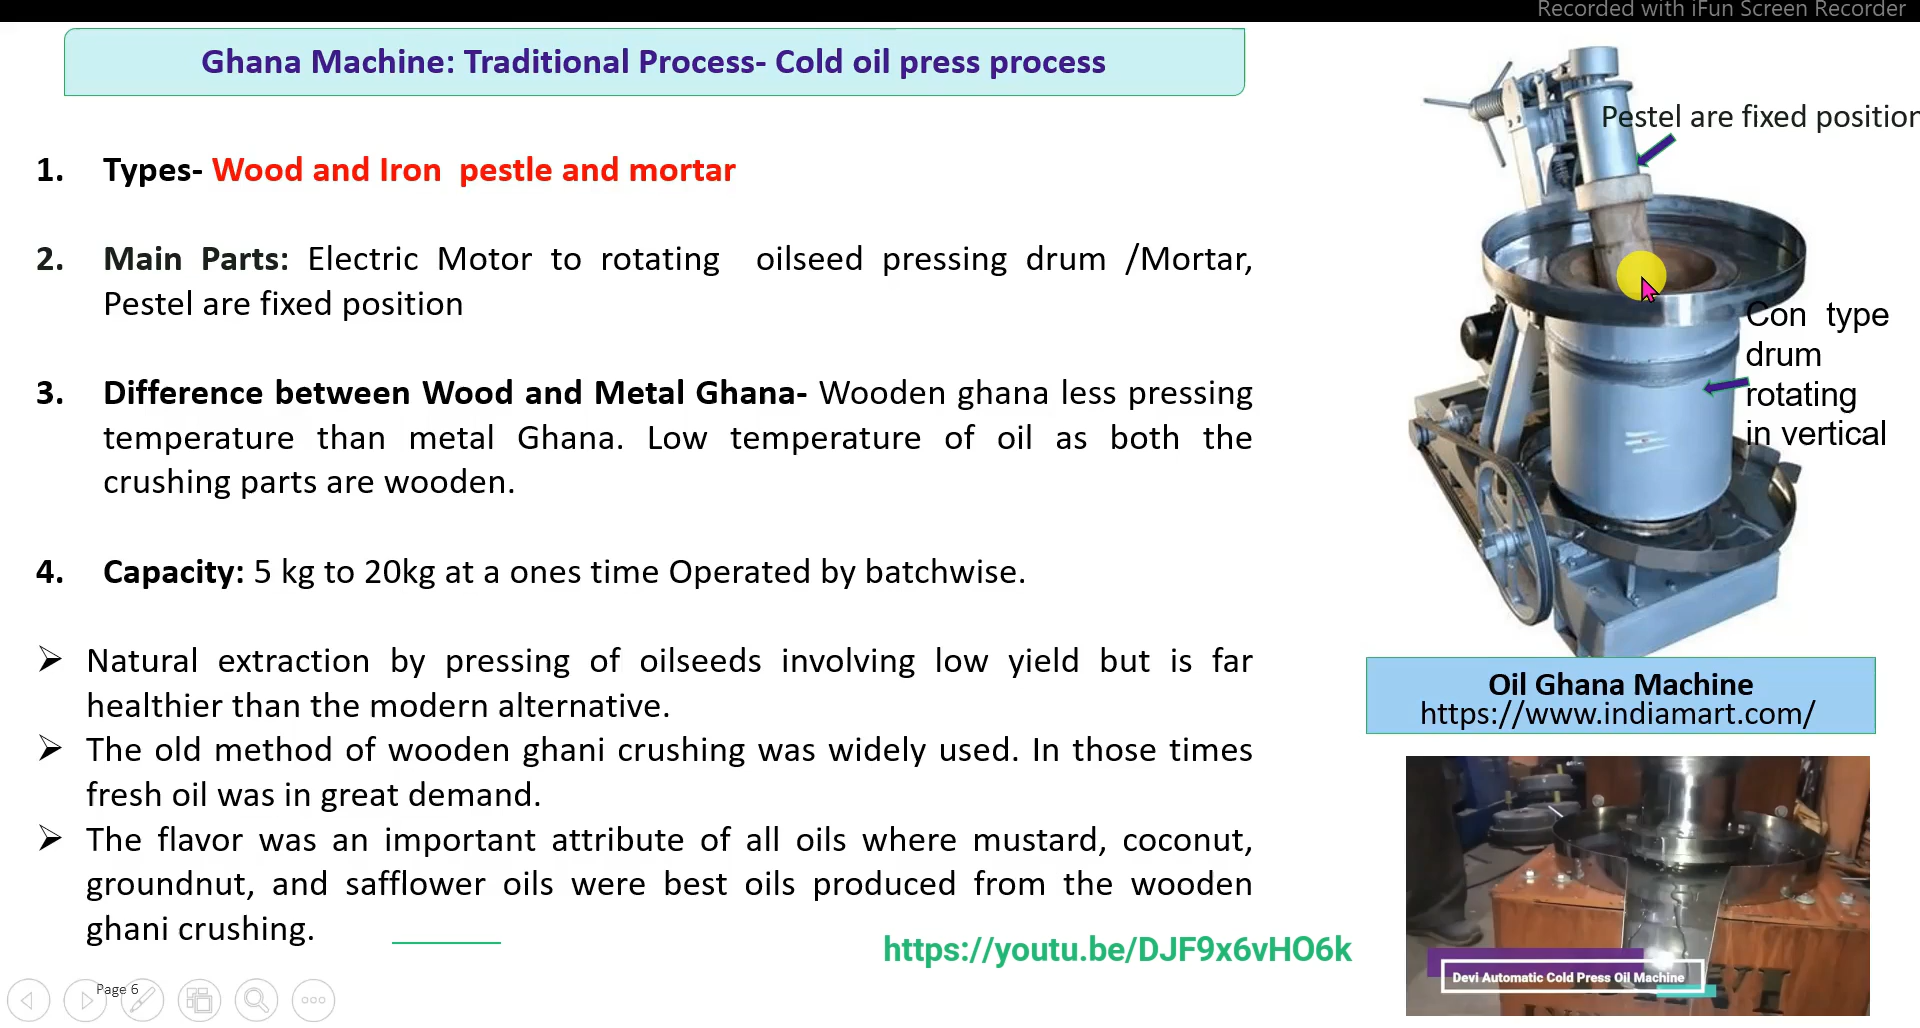 Recorded with iFun Screen Recorder
Ghana Machine: Traditional Process- Cold oil press process
1. Types- Wood and Iron  pestle and mortar
2. Main Parts: Electric Motor to rotating  oilseed pressing drum /Mortar,
Pestel are fixed position
3. Difference between Wood and Metal Ghana- Wooden ghana less pressing
temperature than metal Ghana. Low temperature of oil as both the
crushing parts are wooden.
4. Capacity: 5 kg to 20kg at a ones time Operated by batchwise.
Natural extraction by pressing of oilseeds involving low yield but is far
healthier than the modern alternative.
The old method of wooden ghani crushing was widely used. In those times
fresh oil was in great demand.
The flavor was an important attribute of all oils where mustard, coconut,
groundnut, and safflower oils were best oils produced from the wooden
ghani crushing.
https://youtu.be/DJF9x6vHO6k
Page 6
Pestel are fixed position
Con type
drum
rotating
in vertical
Oil Ghana Machine
https://www.indiamart.com/
Devi Automatic Cold Press Oil Machine